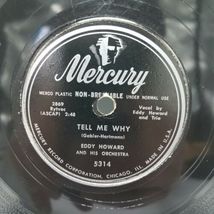 Mercury
MERCO PLASTIC NON-BREAKABLE UNDER NORMAL USE
2869
Rytvoc
(ASCAP) 2:48
Vocal by
Eddy Howard
and Trio
TELL ME WHY
(Gabler-Hartmann)
EDDY HOWARD
AND HIS ORCHESTRA
5314
MERCURY RECORD CORPORATION, CHICAGO, ILL. MADE IN U.S.A.